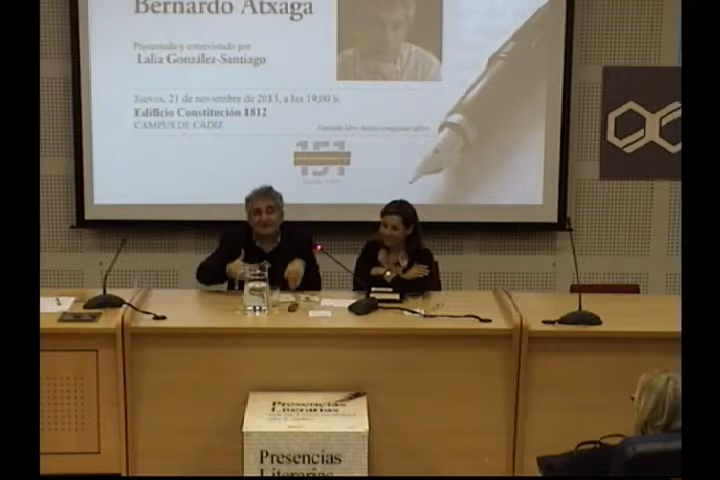 Bernardo Atxaga
Presentado y entrevistado por
Lalia González-Santiago
Jueves, 21 de noviembre de 2013, a las 19,00 h.
Edificio Constitución 1812
CAMPUS DE CÁDIZ
Presencias
Literarias
Presencias
Literarias